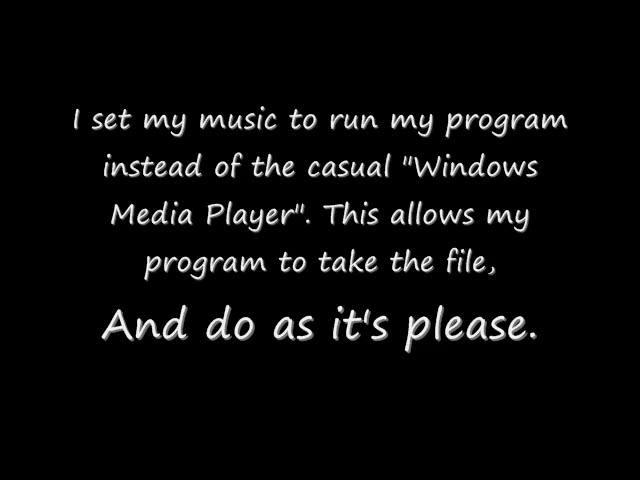 I set my music to run my program
instead of the casual "Windows
Media Player". This allows my
program to take the file,
And do as it's please.